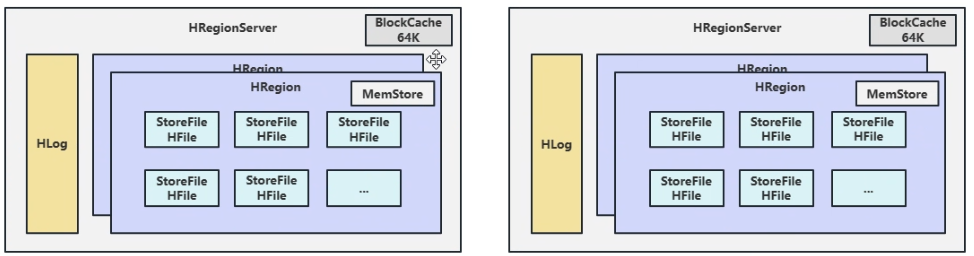 HRegionServer
BlockCache
64K
HLog
HRegion
HRegion
MemStore
StoreFile
HFile
StoreFile
HFile
StoreFile
HFile
StoreFile
HFile
StoreFile
HFile
...
HRegionServer
BlockCache
64K
HLog
HRegion
HRegion
MemStore
StoreFile
HFile
StoreFile
HFile
StoreFile
HFile
StoreFile
HFile
StoreFile
HFile
...